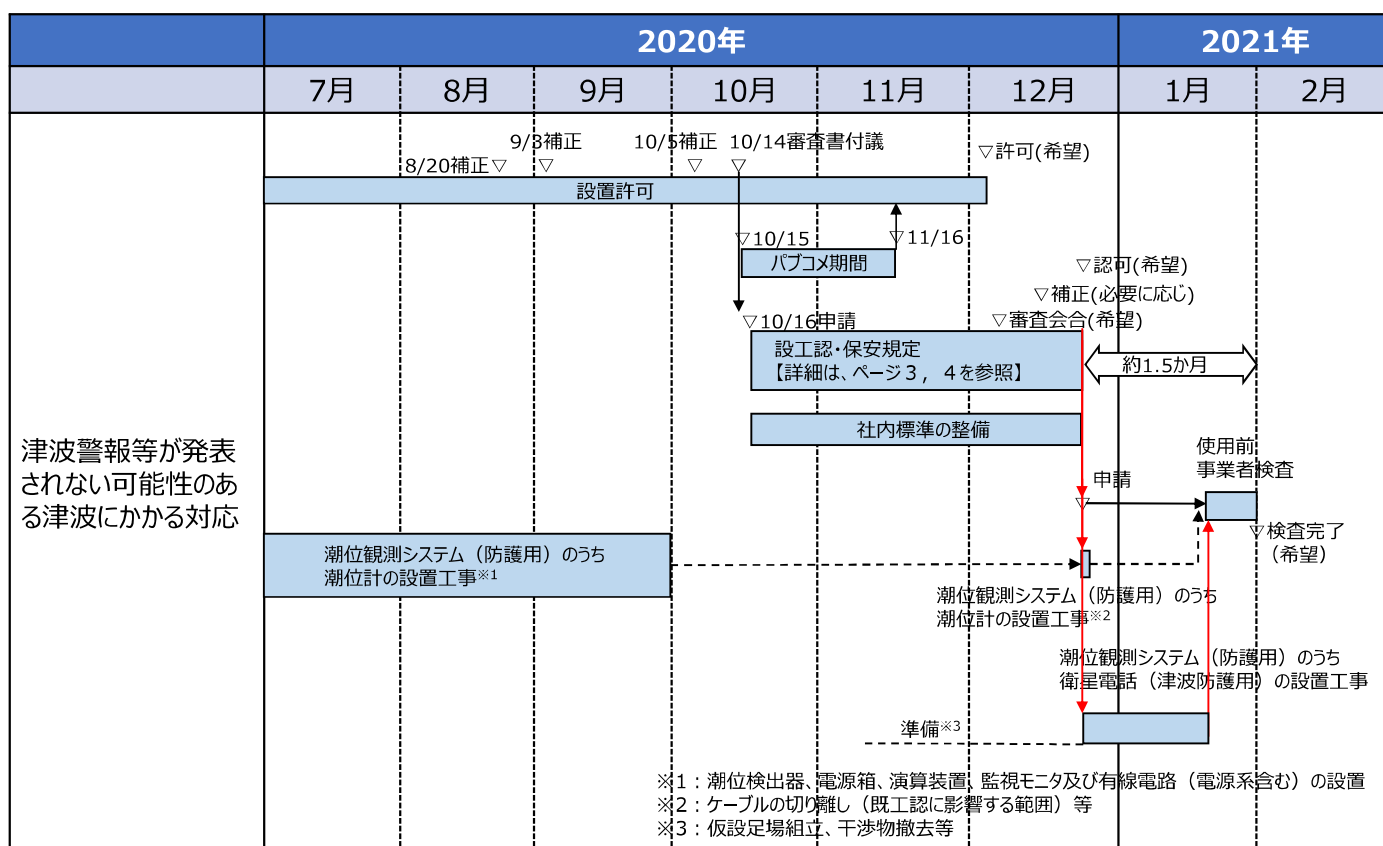 2020年
2021年
7月
8月
9月
10月
11月
12月
1月
2月
津波警報等が発表
されない可能性のあ
る津波にかかる対応
9/3補正
10/5補正
10/14審査書付議
▽許可(希望)
8/20補正▽
▽
▽
▽
設置許可
▽10/15
▽11/16
パブコメ期間
▽認可(希望)
▽補正(必要に応じ)
▽10/16申請
▽審査会合(希望)
設工認・保安規定
【詳細は、ページ3，4を参照】
約1.5か月
社内標準の整備
使用前
事業者検査
申請
▽
▽検査完了
（希望）
潮位観測システム（防護用）のうち
潮位計の設置工事※1
潮位観測システム（防護用）のうち
潮位計の設置工事※2
潮位観測システム（防護用）のうち
衛星電話（津波防護用）の設置工事
準備※3
※1：潮位検出器、電源箱、演算装置、監視モニタ及び有線電路（電源系含む）の設置
※2：ケーブルの切り離し（既工認に影響する範囲）等
※3：仮設足場組立、干渉物撤去等